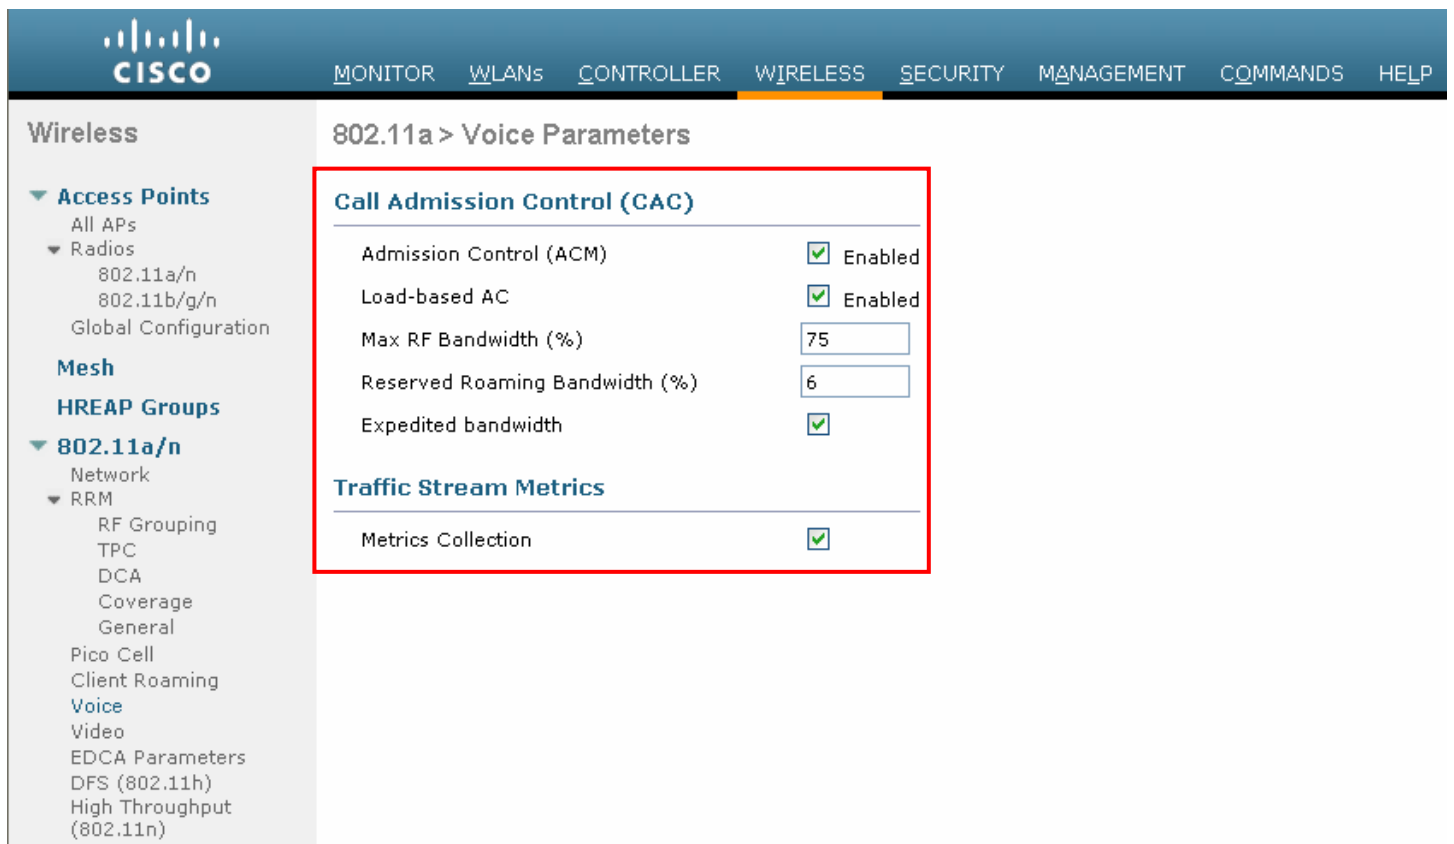 CISCO
MONITOR WLANs CONTROLLER WIRELESS SECURITY MANAGEMENT COMMANDS HELP
Wireless
Access Points
All APs
Radios
802.11a/n
802.11b/g/n
Global Configuration
Mesh
HREAP Groups
802.11a/n
Network
RRM
RF Grouping
TPC
DCA
Coverage
General
Pico Cell
Client Roaming
Voice
Video
EDCA Parameters
DFS (802.11h)
High Throughput
(802.11n)
802.11a > Voice Parameters
Call Admission Control (CAC)
Admission Control (ACM) Enabled
Load-based AC Enabled
Max RF Bandwidth (%) 75
Reserved Roaming Bandwidth (%) 6
Expedited bandwidth
Traffic Stream Metrics
Metrics Collection